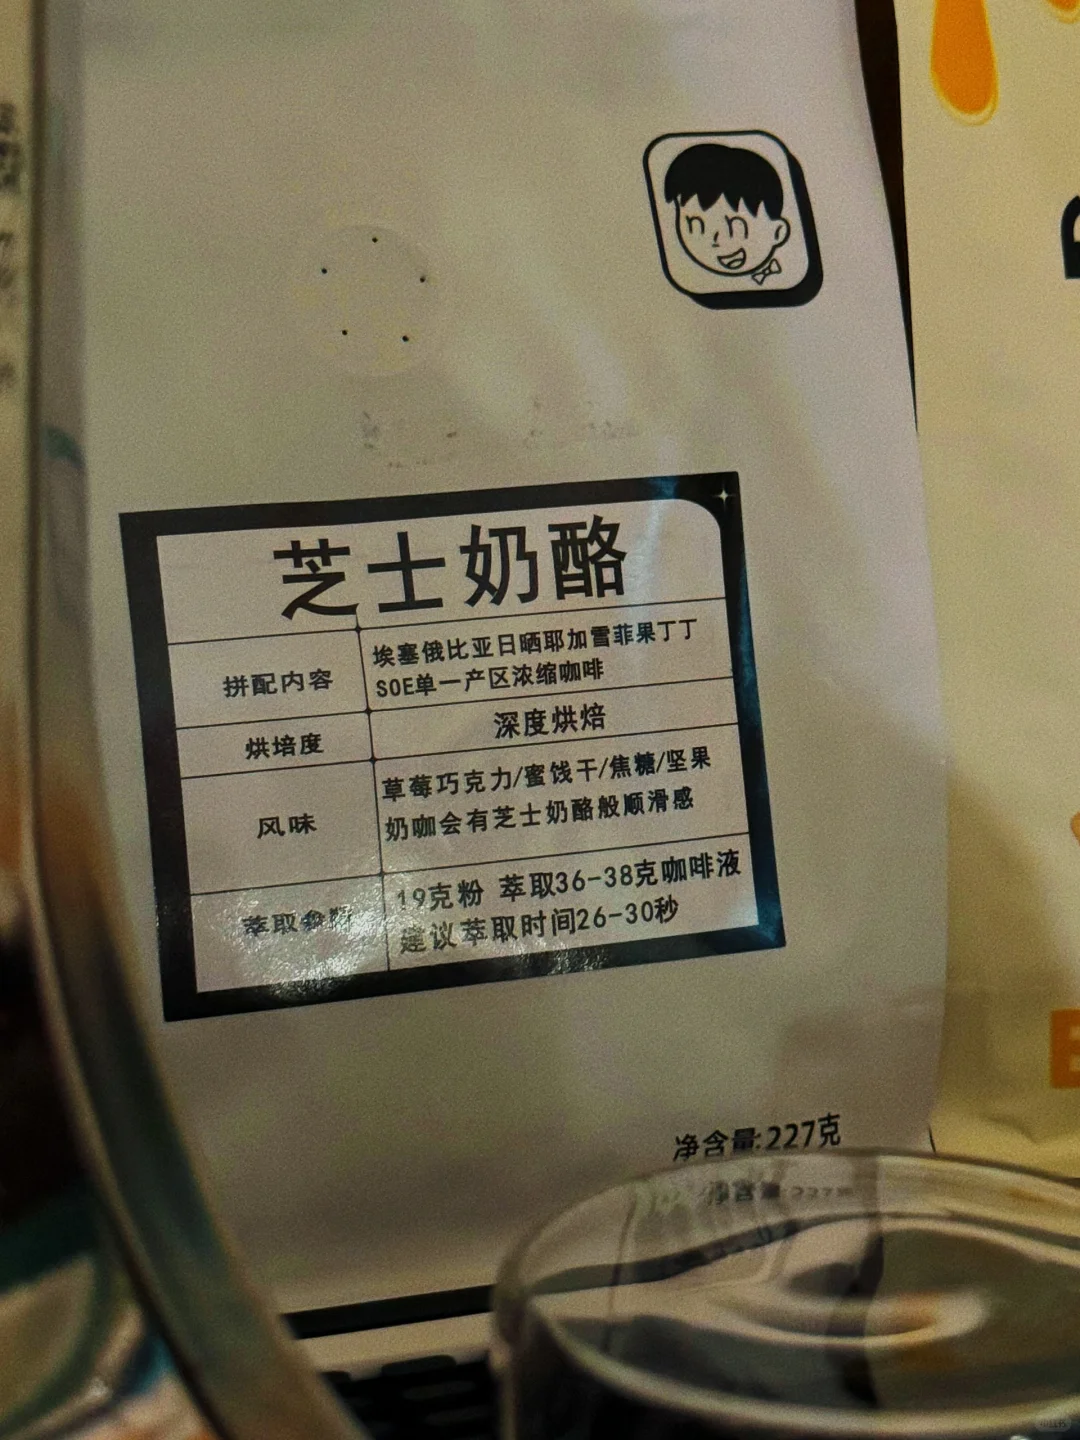 芝士奶酪
拼配内容
埃塞俄比亚日晒耶加雪菲果丁丁
SOE单一产区浓缩咖啡
烘培度
深度烘焙
风味
草莓巧克力/蜜饯干/焦糖/坚果
奶咖会有芝士奶酪般顺滑感
萃取参数
19克粉 萃取36-38克咖啡液
建议萃取时间26-30秒
净含量:227克